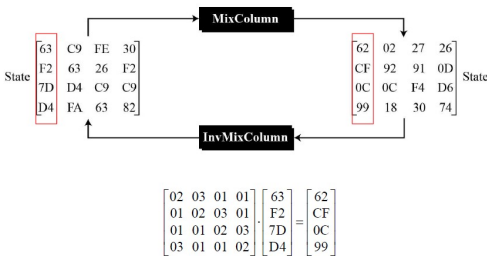 MixColumn
63 C9 FE 30
F2 63 26 F2
7D D4 C9 C9
D4 FA 63 82
State
62 02 27 26
CF 92 91 0D
0C 0C F4 D6
99 18 30 74
State
InvMixColumn
02 03 01 01 63 62
01 02 03 01 · F2 = CF
01 01 02 03 7D 0C
03 01 01 02 D4 99